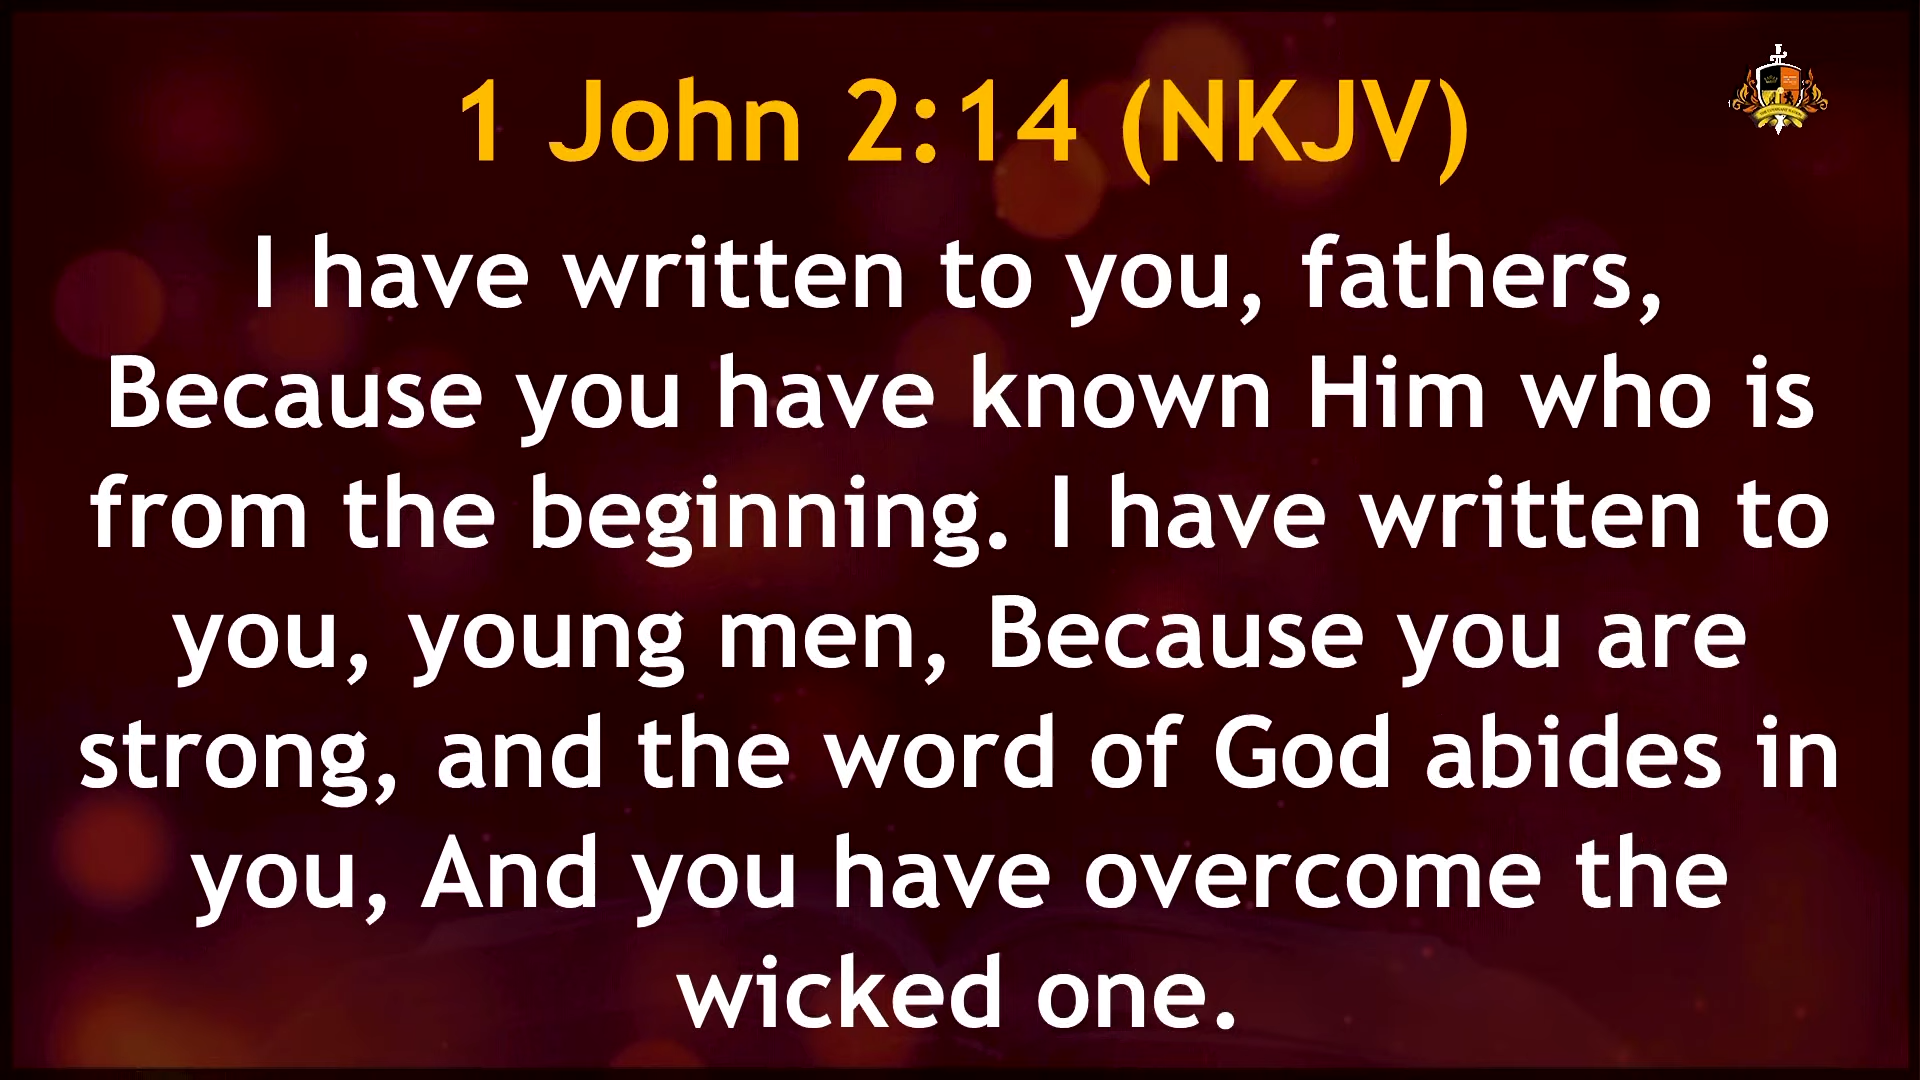 1 John 2:14 (NKJV)
I have written to you, fathers,
Because you have known Him who is
from the beginning. I have written to
you, young men, Because you are
strong, and the word of God abides in
you, And you have overcome the
wicked one.